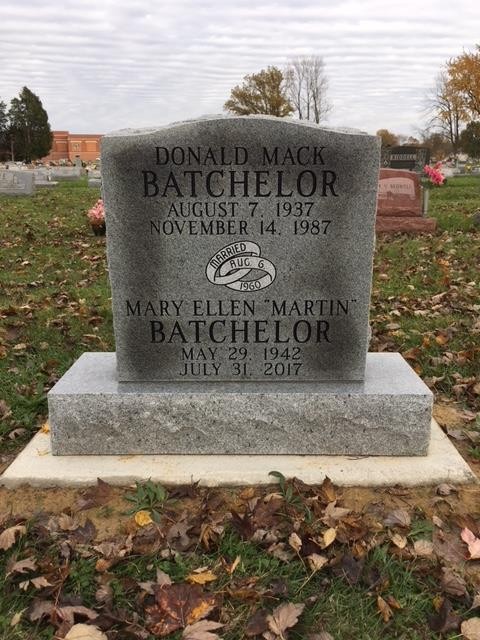 DONALD MACK
BATCHELOR
AUGUST 7, 1937
NOVEMBER 14, 1987
MARRIED
AUG. 6
1960
MARY ELLEN "MARTIN"
BATCHELOR
MAY 29, 1942
JULY 31, 2017
RIDDELL